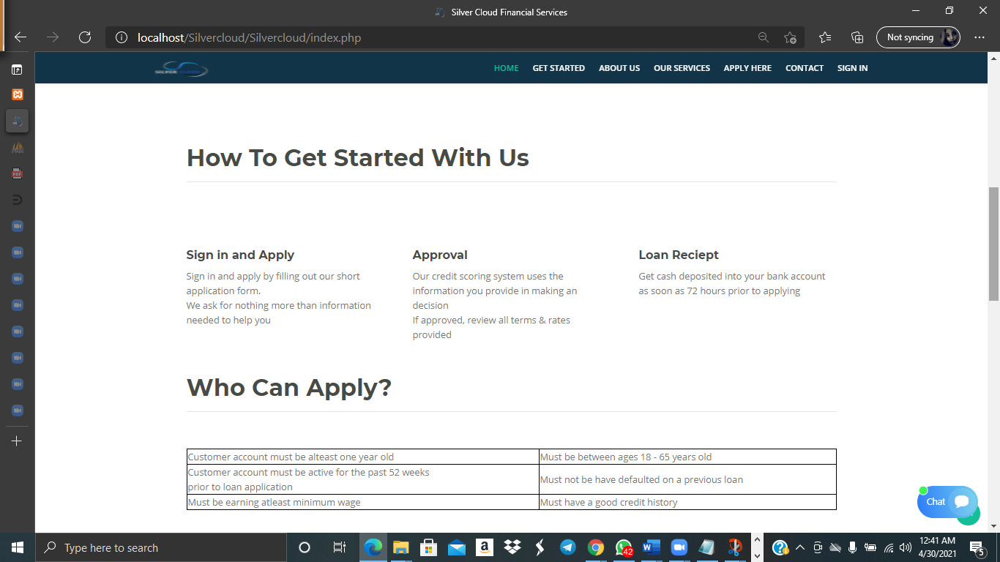 Silver Cloud Financial Services
localhost/Silvercloud/Silvercloud/index.php
Not syncing
SILVER
HOME GET STARTED ABOUT US OUR SERVICES APPLY HERE CONTACT SIGN IN
How To Get Started With Us
Sign in and Apply
Sign in and apply by filling out our short
application form.
We ask for nothing more than information
needed to help you
Approval
Our credit scoring system uses the
information you provide in making an
decision
If approved, review all terms & rates
provided
Loan Reciept
Get cash deposited into your bank account
as soon as 72 hours prior to applying
Who Can Apply?
Customer account must be alteast one year old
Must be between ages 18 - 65 years old
Customer account must be active for the past 52 weeks
prior to loan application
Must not be have defaulted on a previous loan
Must be earning atleast minimum wage
Must have a good credit history
Chat
Type here to search
42
12:41 AM
4/30/2021
5